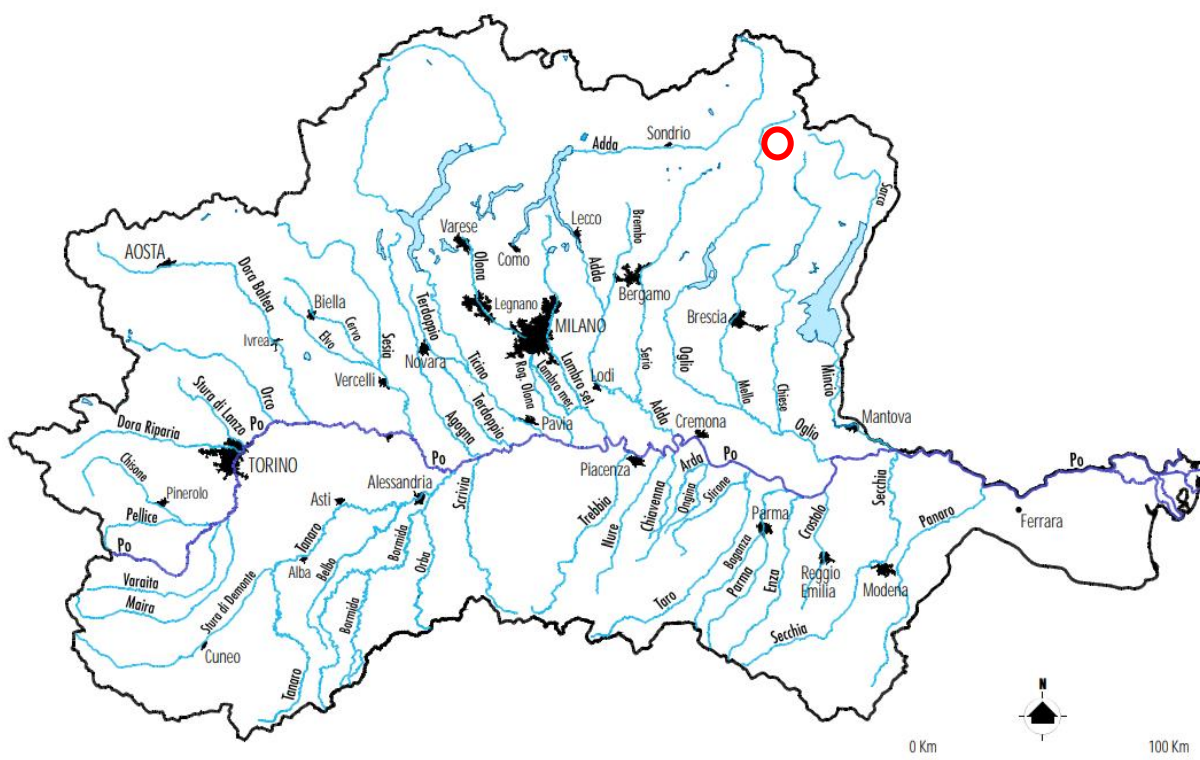 Adda
Sondrio
Sarca
Varese
Lecco
Brembo
AOSTA
Olona
Como
Adda
Dora Baltea
Bergamo
Biella
Legnano
Terdoppio
MILANO
Brescia
Cervo
Elvo
Ivrea
Sesia
Novara
Ticino
Rog. Olona
Lambro mer.
Lambro set.
Lodi
Serio
Oglio
Mella
Chiese
Mincio
Vercelli
Stura di Lanzo
Orco
Po
Agogna
Terdoppio
Pavia
Adda
Cremona
Oglio
Mantova
Dora Riparia
TORINO
Po
Piacenza
Arda
Po
Po
Chisone
Pinerolo
Asti
Alessandria
Scrivia
Trebbia
Nure
Chiavenna
Ongina
Stirone
Parma
Crostolo
Secchia
Panaro
Ferrara
Pellice
Po
Tanaro
Alba
Belbo
Bormida
Orba
Baganza
Parma
Enza
Reggio
Emilia
Modena
Varaita
Maira
Stura di Demonte
Bormida
Taro
Secchia
Cuneo
Tanaro
N
0 Km
100 Km